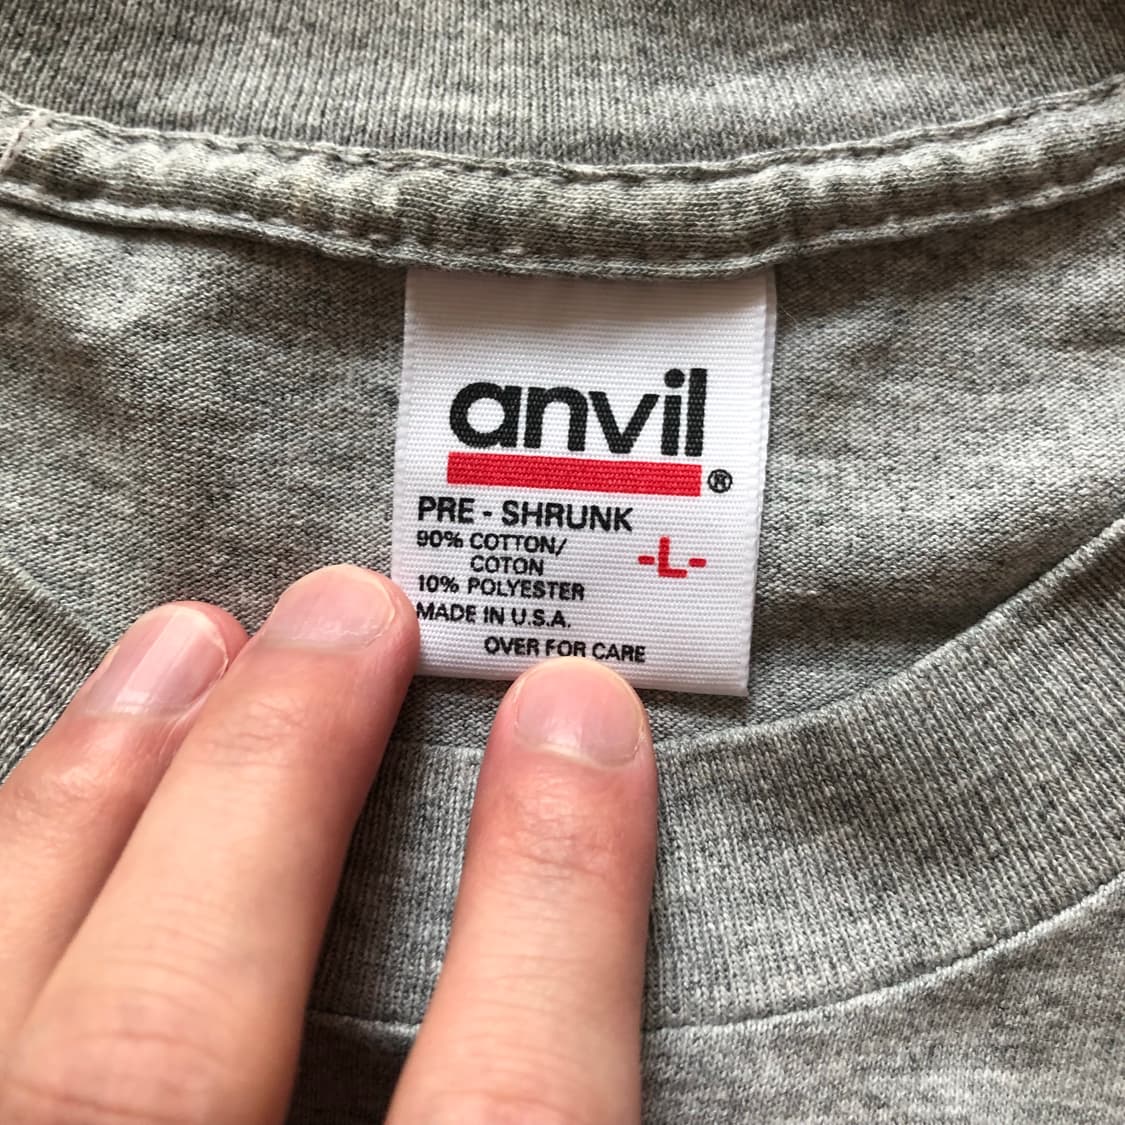 anvil®
PRE - SHRUNK
90% COTTON/
COTON
-L-
10% POLYESTER
MADE IN U.S.A.
OVER FOR CARE